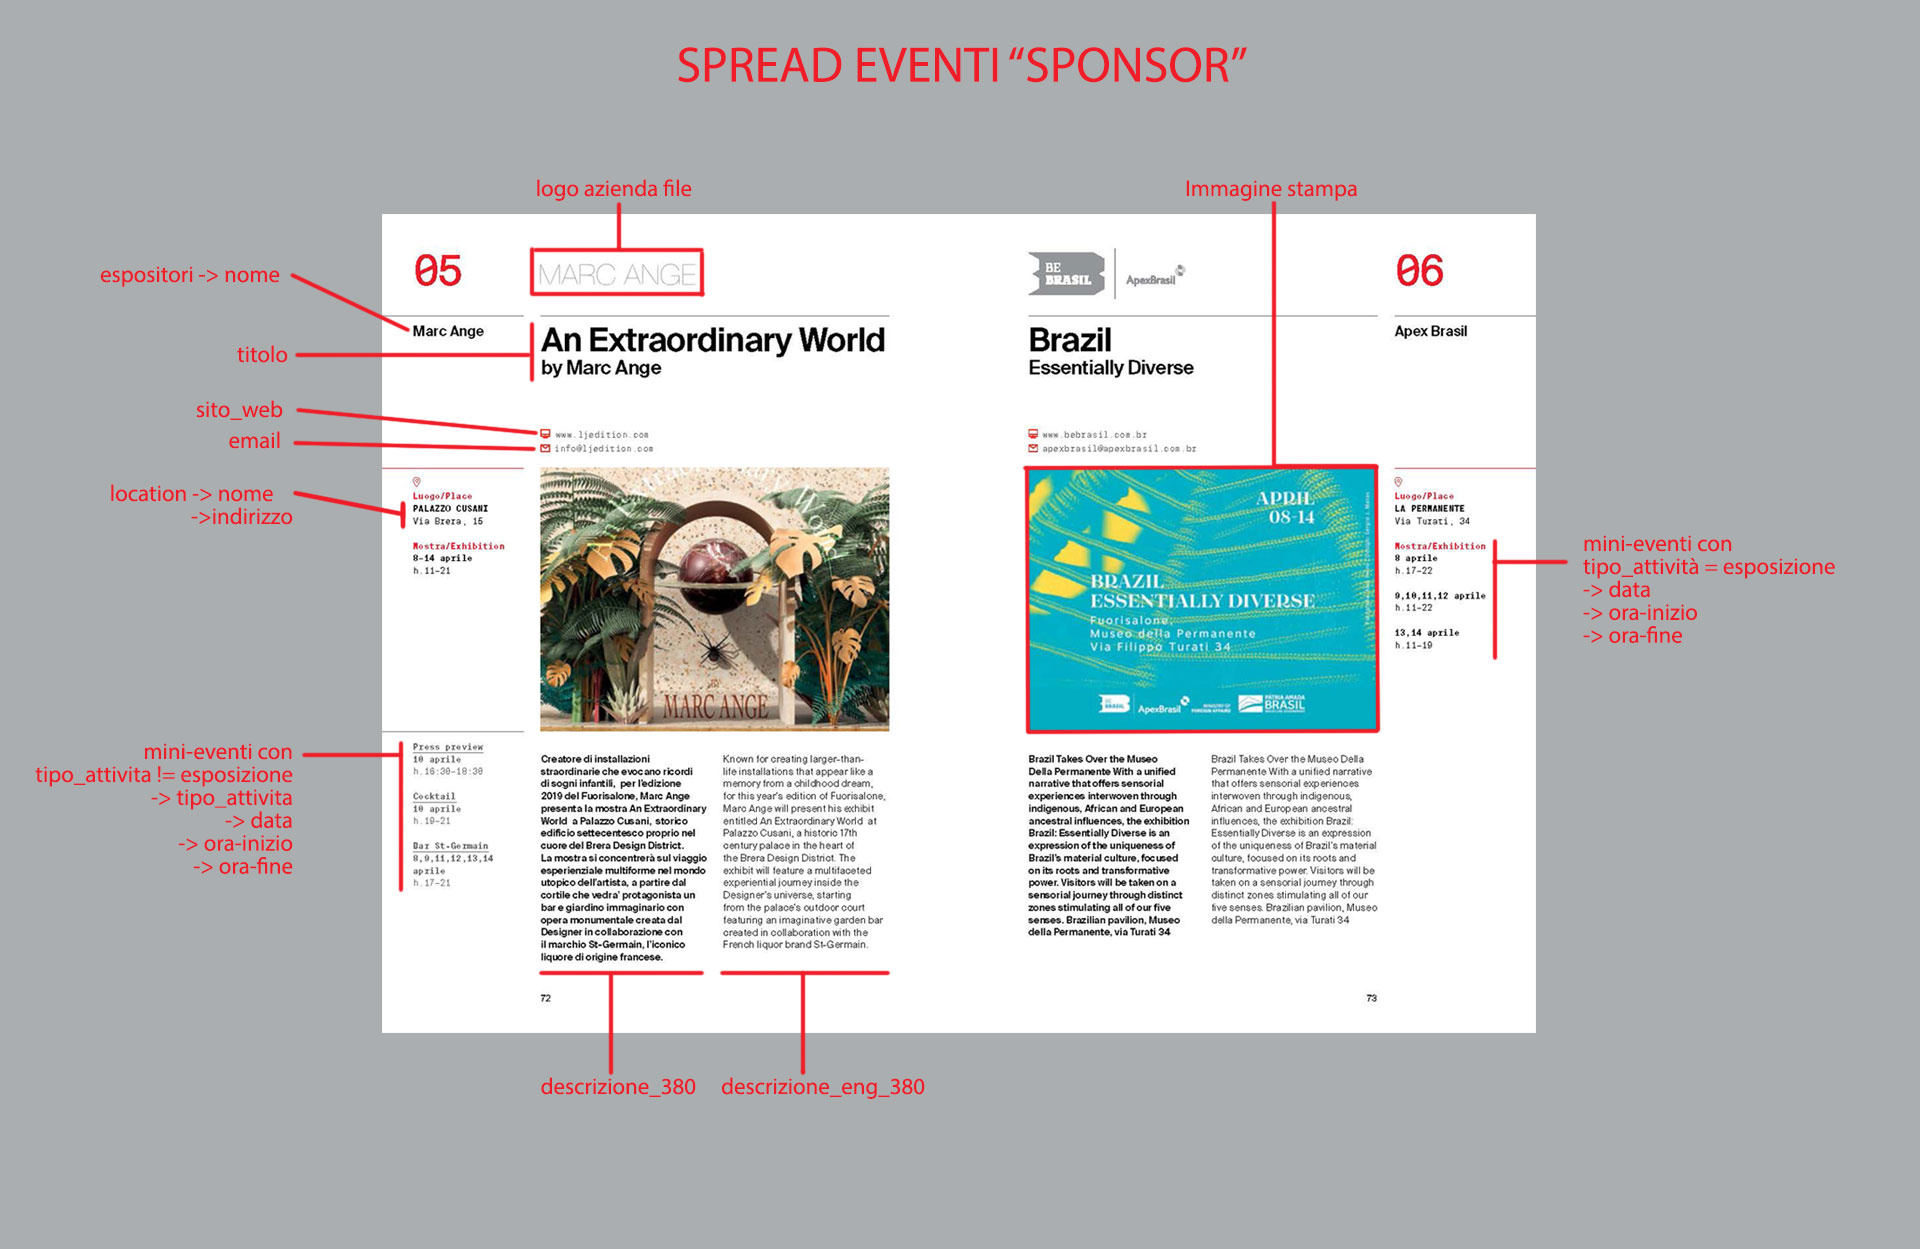 SPREAD EVENTI “SPONSOR”
logo azienda file
Immagine stampa
espositori -> nome
titolo
sito_web
email
location -> nome
->indirizzo
mini-eventi con
tipo_attivita != esposizione
-> tipo_attivita
-> data
-> ora-inizio
-> ora-fine
05
MARC ANGE
Marc Ange
An Extraordinary World
by Marc Ange
www.ljedition.com
info@ljedition.com
Luogo/Place
PALAZZO CUSANI
Via Brera, 15
Mostra/Exhibition
8-14 aprile
h.11-21
MARC ANGE
Press preview
10 aprile
h.16:30-18:30
Cocktail
10 aprile
h.19-21
Bar St-Germain
8,9,11,12,13,14
aprile
h.17-21
Creatore di installazioni
straordinarie che evocano ricordi
di sogni infantili, per l'edizione
2019 del Fuorisalone, Marc Ange
presenta la mostra An Extraordinary
World a Palazzo Cusani, storico
edificio settecentesco proprio nel
cuore del Brera Design District.
La mostra si concentrerà sul viaggio
esperienziale multiforme nel mondo
utopico dell'artista, a partire dal
cortile che vedra' protagonista un
bar e giardino immaginario con
opera monumentale creata dal
Designer in collaborazione con
il marchio St-Germain, l'iconico
liquore di origine francese.
Known for creating larger-than-
life installations that appear like a
memory from a childhood dream,
for this year's edition of Fuorisalone,
Marc Ange will present his exhibit
entitled An Extraordinary World at
Palazzo Cusani, a historic 17th
century palace in the heart of
the Brera Design District. The
exhibit will feature a multifaceted
experiential journey inside the
Designer's universe, starting
from the palace's outdoor court
featuring an imaginative garden bar
created in collaboration with the
French liquor brand St-Germain.
72
descrizione_380
descrizione_eng_380
BE
BRASIL
ApexBrasil
06
Brazil
Essentially Diverse
Apex Brasil
www.bebrasil.com.br
apexbrasil@apexbrasil.com.br
APRIL
08-14
BRAZIL
ESSENTIALLY DIVERSE
Fuorisalone,
Museo della Permanente
Via Filippo Turati 34
BE
BRASIL
ApexBrasil
MINISTRY OF
FOREIGN AFFAIRS
PÁTRIA AMADA
BRASIL
Luogo/Place
LA PERMANENTE
Via Turati, 34
Mostra/Exhibition
8 aprile
h.17-22
9,10,11,12 aprile
h.11-22
13,14 aprile
h.11-19
mini-eventi con
tipo_attività = esposizione
-> data
-> ora-inizio
-> ora-fine
Brazil Takes Over the Museo
Della Permanente With a unified
narrative that offers sensorial
experiences interwoven through
indigenous, African and European
ancestral influences, the exhibition
Brazil: Essentially Diverse is an
expression of the uniqueness of
Brazil's material culture, focused
on its roots and transformative
power. Visitors will be taken on a
sensorial journey through distinct
zones stimulating all of our five
senses. Brazilian pavilion, Museo
della Permanente, via Turati 34
Brazil Takes Over the Museo Della
Permanente With a unified narrative
that offers sensorial experiences
interwoven through indigenous,
African and European ancestral
influences, the exhibition Brazil:
Essentially Diverse is an expression
of the uniqueness of Brazil's material
culture, focused on its roots and
transformative power. Visitors will be
taken on a sensorial journey through
distinct zones stimulating all of our
five senses. Brazilian pavilion, Museo
della Permanente, via Turati 34
73